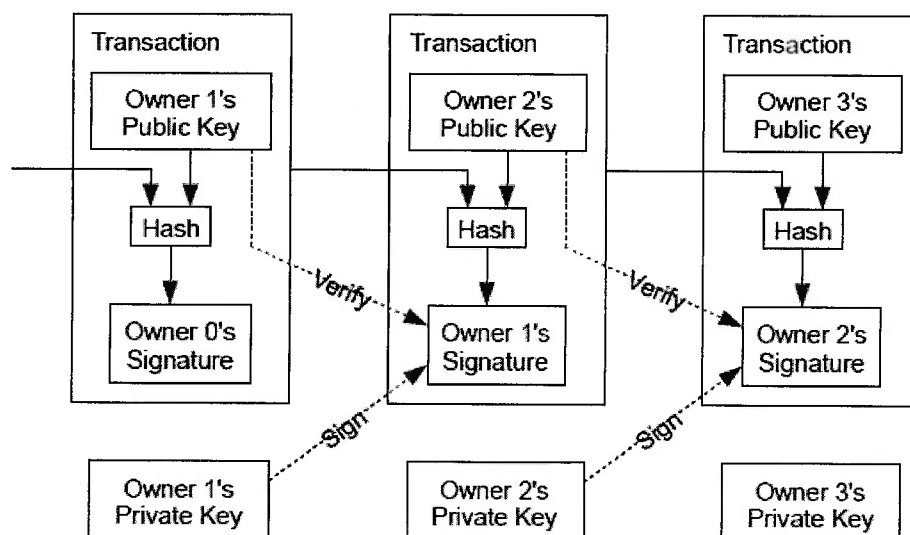 Transaction
Owner 1's
Public Key
Hash
Owner 0's
Signature
Transaction
Owner 2's
Public Key
Hash
Verify
Owner 1's
Signature
Transaction
Owner 3's
Public Key
Hash
Verify
Owner 2's
Signature
Sign
Sign
Owner 1's
Private Key
Owner 2's
Private Key
Owner 3's
Private Key